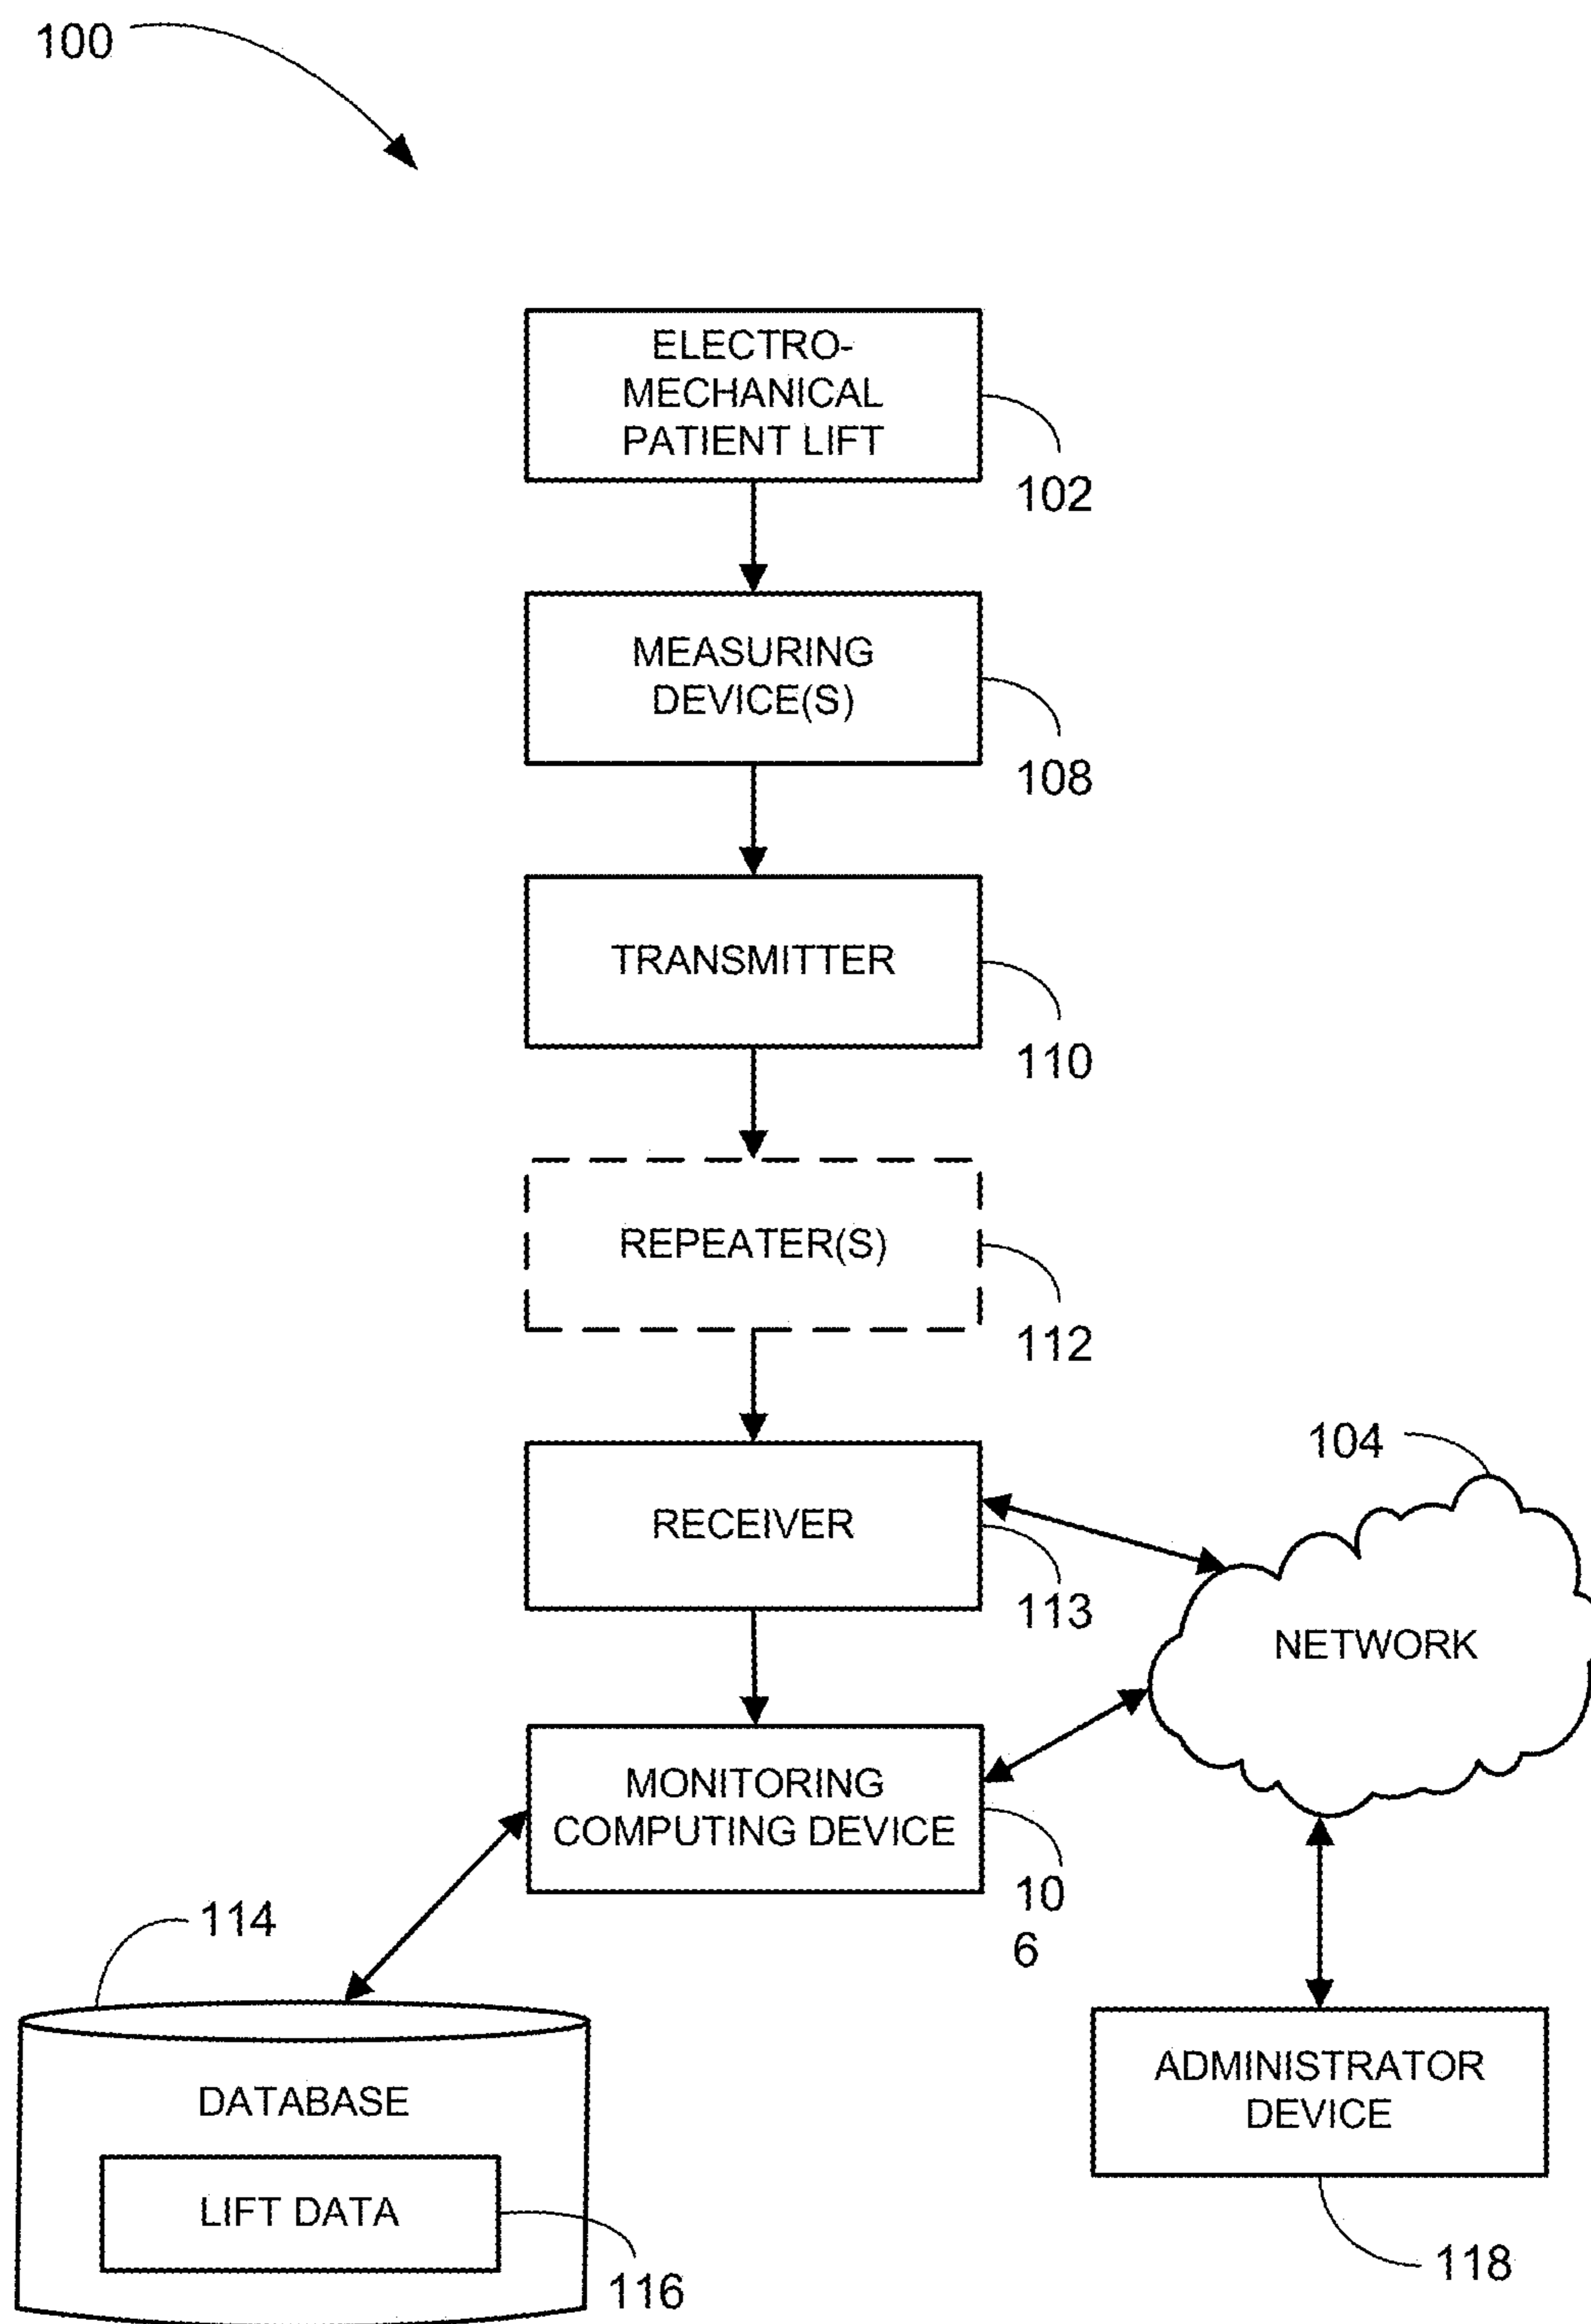 100
ELECTRO-
MECHANICAL
PATIENT LIFT
102
MEASURING
DEVICE(S)
108
TRANSMITTER
110
REPEATER(S)
112
RECEIVER
113
104
NETWORK
MONITORING
COMPUTING DEVICE
10
6
114
DATABASE
LIFT DATA
116
ADMINISTRATOR
DEVICE
118